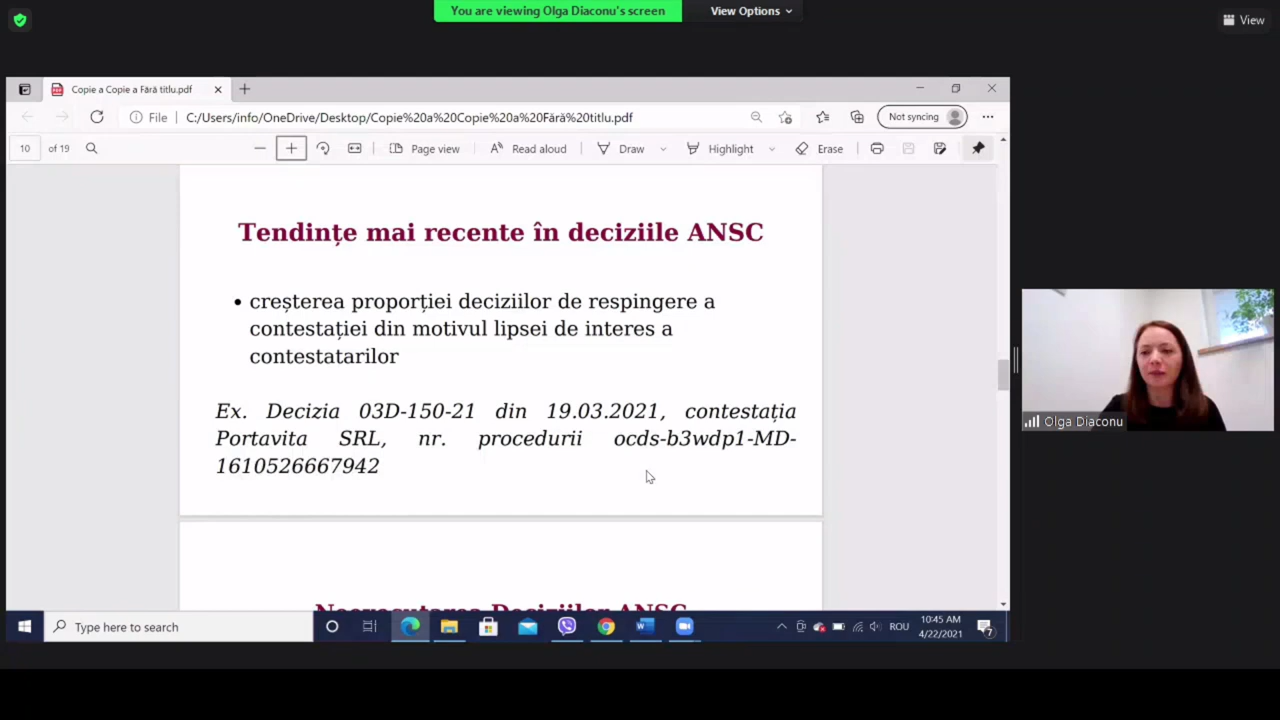 You are viewing Olga Diaconu's screen
View Options
View
Copie a Copie a Fără titlu.pdf
File
C:/Users/info/OneDrive/Desktop/Copie%20a%20Copie%20a%20Fără%20titlu.pdf
Not syncing
10 of 19
Page view
Read aloud
Draw
Highlight
Erase
Tendințe mai recente în deciziile ANSC
• creșterea proporției deciziilor de respingere a
contestației din motivul lipsei de interes a
contestatarilor
Ex. Decizia 03D-150-21 din 19.03.2021, contestația
Portavita SRL, nr. procedurii ocds-b3wdp1-MD-
1610526667942
Neexecutarea Deciziilor ANSC
Olga Diaconu
Type here to search
ROU
10:45 AM
4/22/2021
7